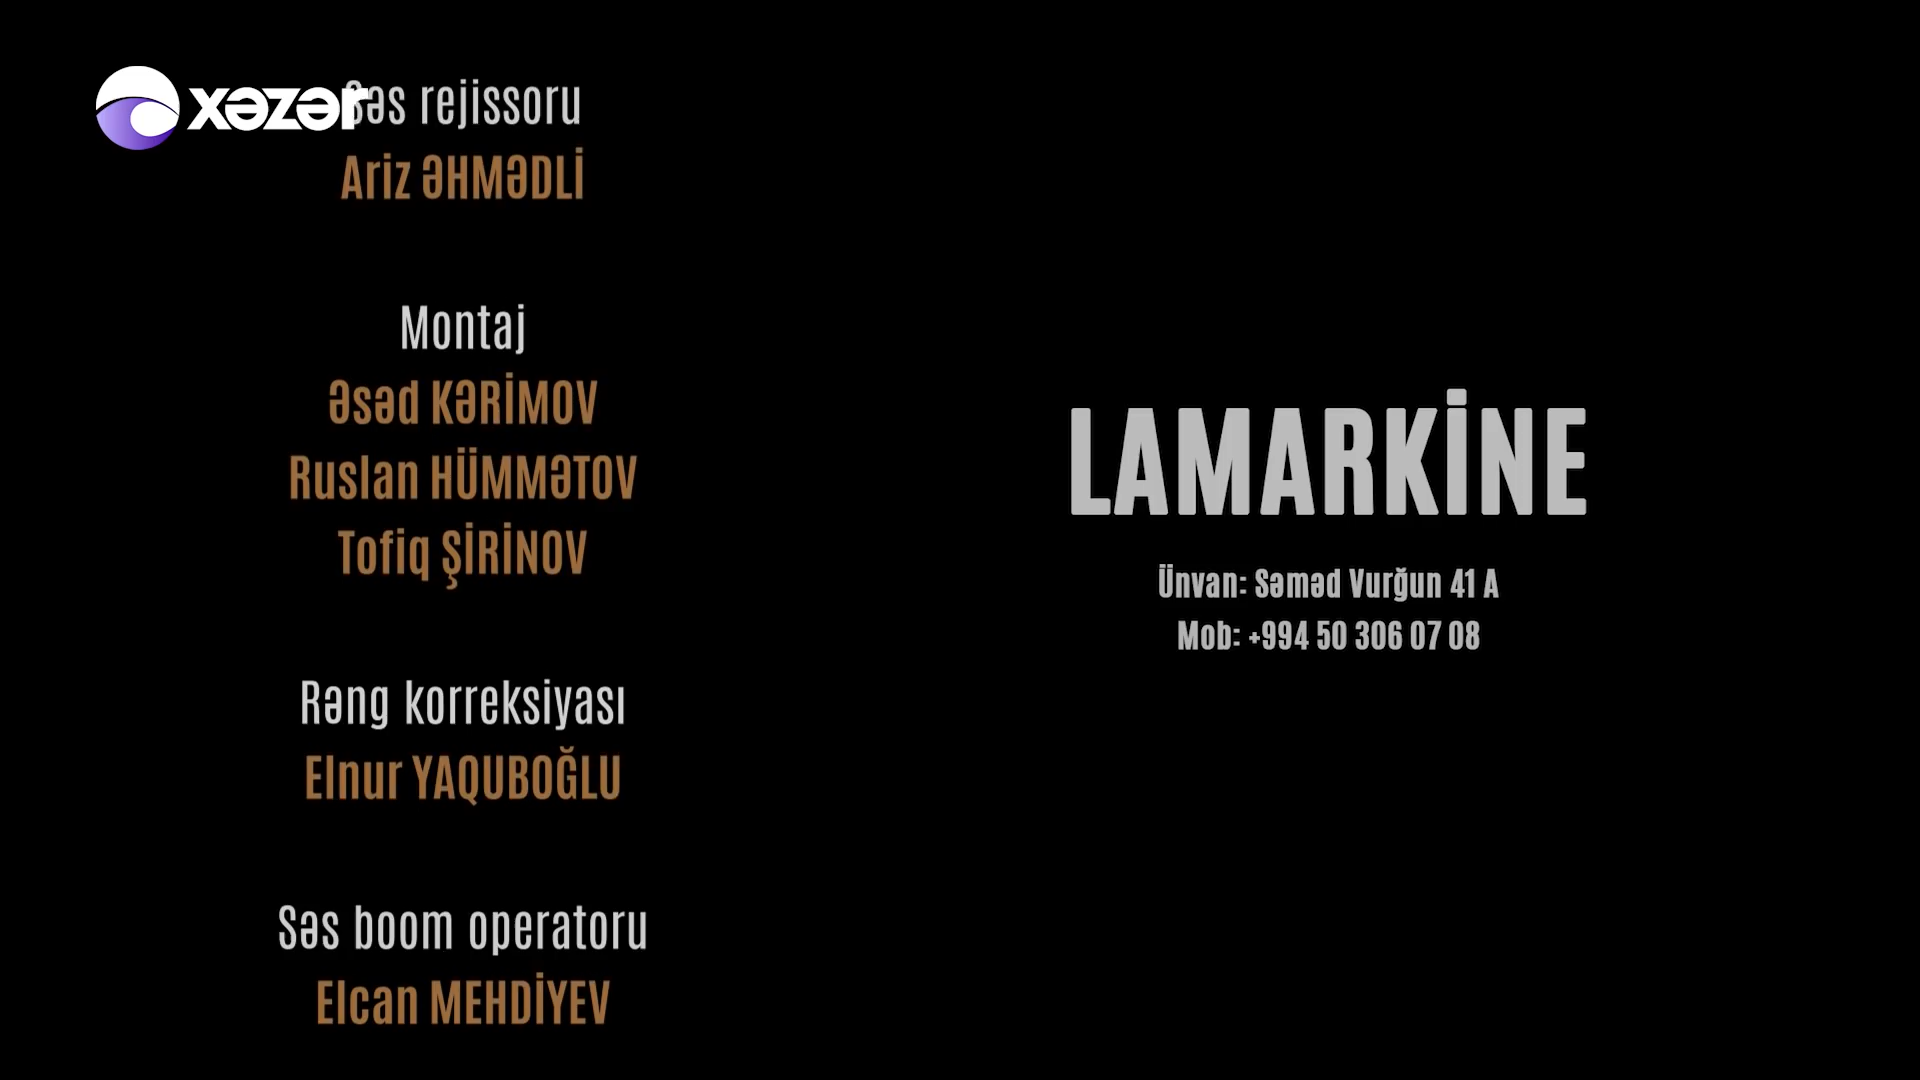 xəzər
Səs rejissoru
Ariz ƏHMƏDLİ
Montaj
Əsəd KƏRİMOV
Ruslan HÜMMƏTOV
Tofiq ŞİRİNOV
Rəng korreksiyası
Elnur YAQUBOĞLU
Səs boom operatoru
Elcan MEHDİYEV
LAMARKİNE
Ünvan: Səməd Vurğun 41 A
Mob: +994 50 306 07 08